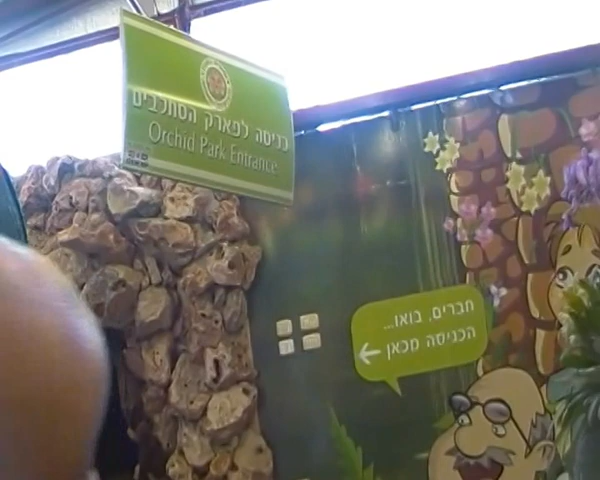 כניסה לפארק הסחלבים
Orchid Park Entrance
חברים, בואו...
הכניסה מכאן